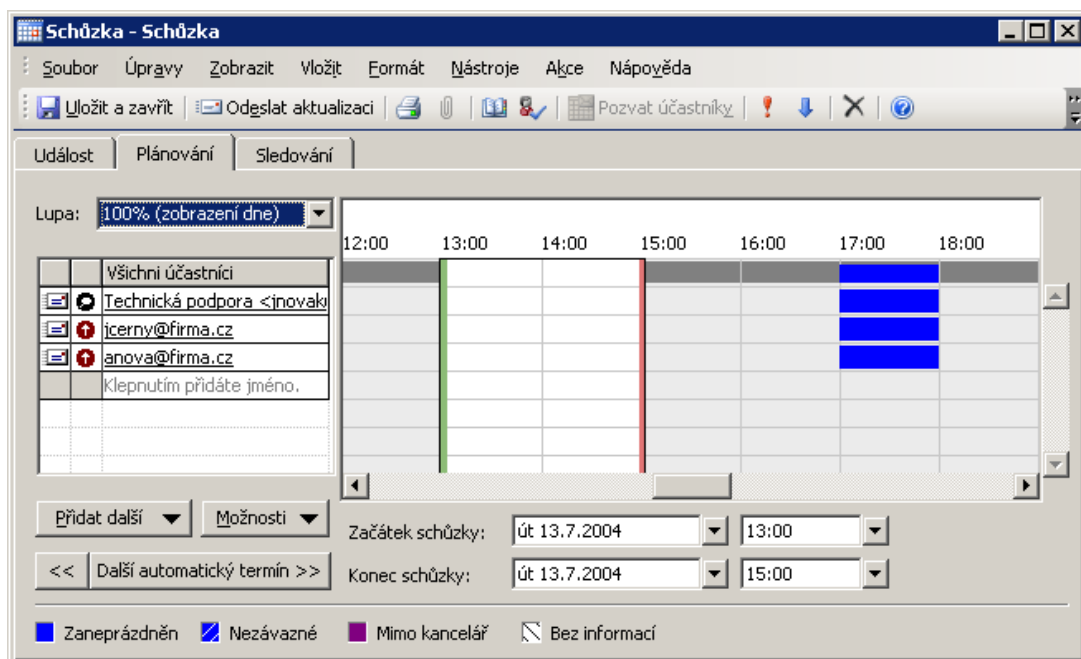 Schůzka - Schůzka
Soubor Úpravy Zobrazit Vložit Formát Nástroje Akce Nápověda
Uložit a zavřít Odeslat aktualizaci Pozvat účastníky
Událost Plánování Sledování
Lupa: 100% (zobrazení dne)
12:00 13:00 14:00 15:00 16:00 17:00 18:00
Všichni účastníci
Technická podpora <jnovak
jcerny@firma.cz
anova@firma.cz
Klepnutím přidáte jméno.
Přidat další Možnosti
Začátek schůzky: út 13.7.2004 13:00
<< Další automatický termín >>
Konec schůzky: út 13.7.2004 15:00
Zaneprázdněn Nezávazné Mimo kancelář Bez informací